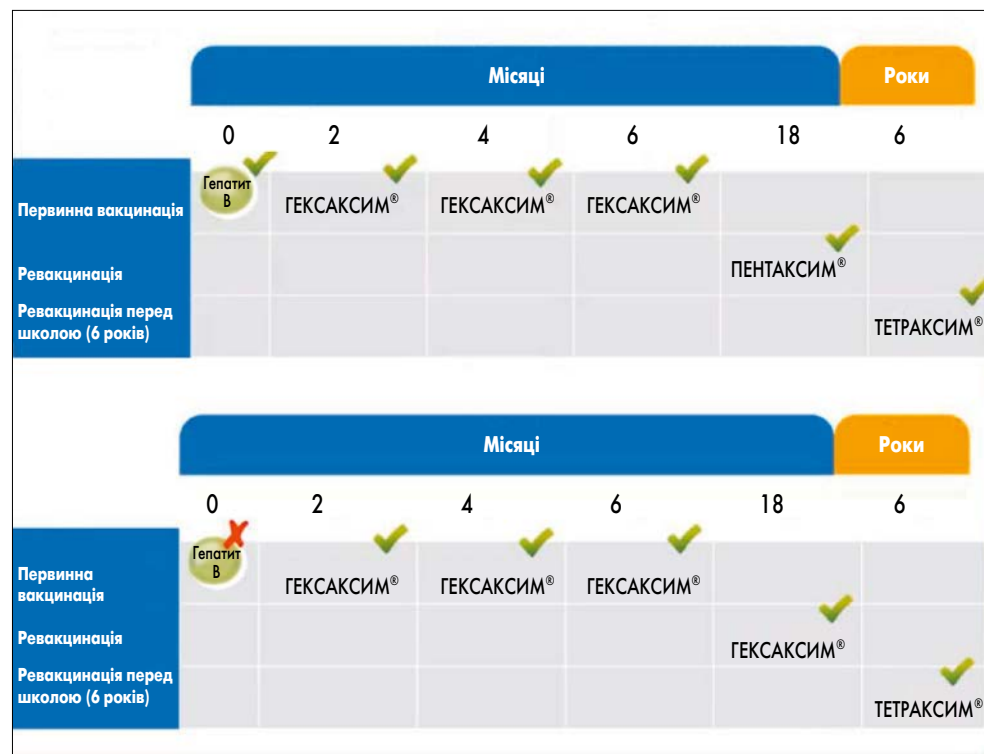 Місяці Роки
0 2 4 6 18 6
Гепатит
В
Первинна вакцинація ГЕКСАКСИМ® ГЕКСАКСИМ® ГЕКСАКСИМ®
Ревакцинація ПЕНТАКСИМ®
Ревакцинація перед
школою (6 років) ТЕТРАКСИМ®
Місяці Роки
0 2 4 6 18 6
Гепатит
В
Первинна
вакцинація ГЕКСАКСИМ® ГЕКСАКСИМ® ГЕКСАКСИМ®
Ревакцинація ГЕКСАКСИМ®
Ревакцинація перед
школою (6 років) ТЕТРАКСИМ®